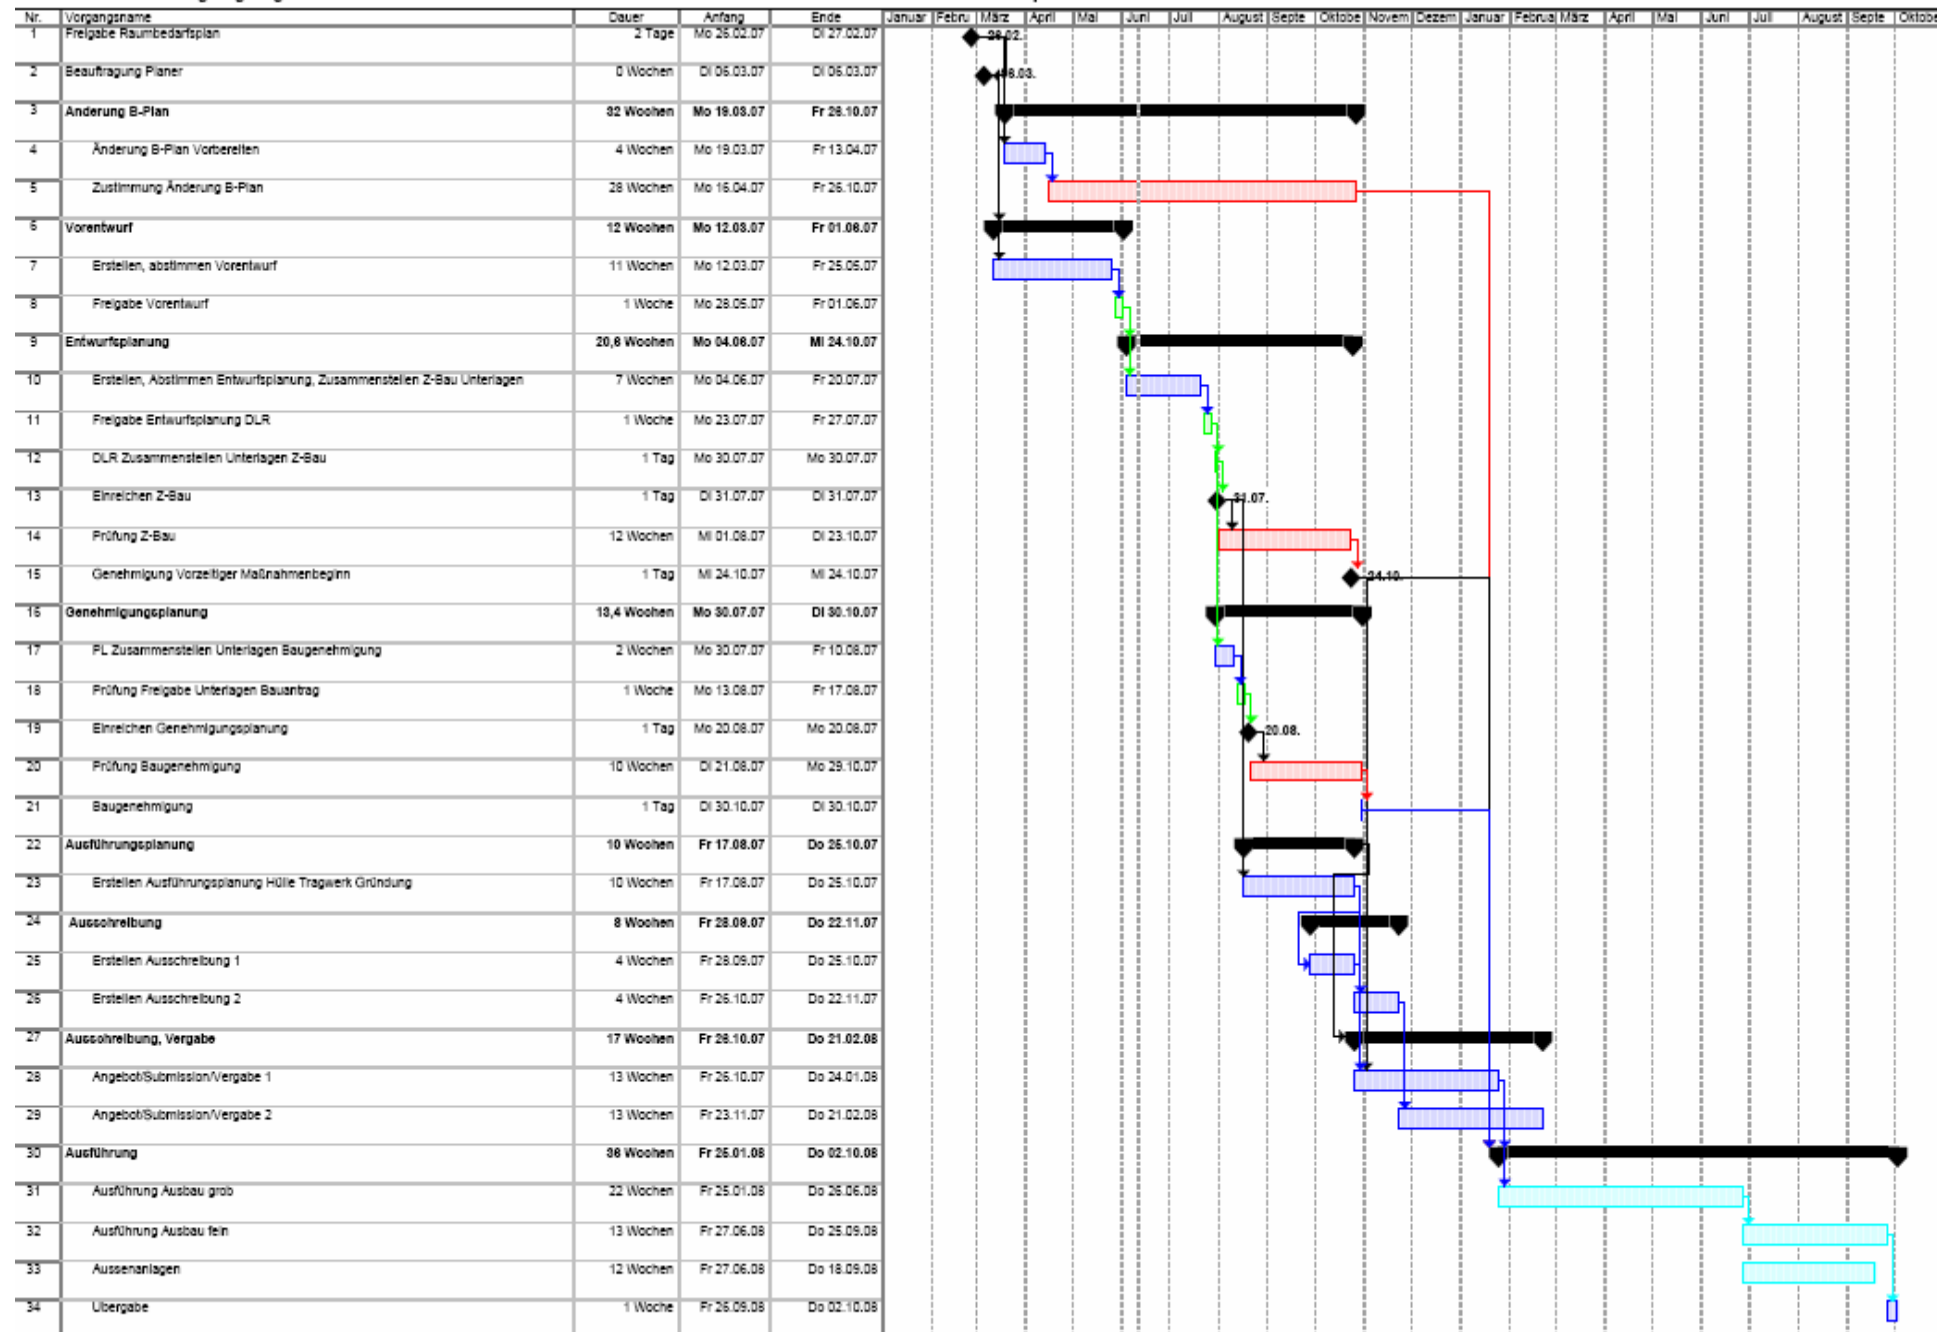 Nr. Vorgangsname Dauer Anfang Ende Januar Febru März April Mai Juni Juli August Septe Oktobe Novem Dezem Januar Februa März April Mai Juni Juli August Septe Oktobe
1 Freigabe Raumbedarfsplan 2 Tage Mo 26.02.07 Di 27.02.07 26.02.
2 Beauftragung Planer 0 Wochen Di 06.03.07 Di 06.03.07 06.03.
3 Änderung B-Plan 32 Wochen Mo 19.03.07 Fr 26.10.07
4 Änderung B-Plan Vorbereiten 4 Wochen Mo 19.03.07 Fr 13.04.07
5 Zustimmung Änderung B-Plan 28 Wochen Mo 16.04.07 Fr 26.10.07
6 Vorentwurf 12 Wochen Mo 12.03.07 Fr 01.06.07
7 Erstellen, abstimmen Vorentwurf 11 Wochen Mo 12.03.07 Fr 25.05.07
8 Freigabe Vorentwurf 1 Woche Mo 28.05.07 Fr 01.06.07
9 Entwurfsplanung 20,6 Wochen Mo 04.06.07 Mi 24.10.07
10 Erstellen, Abstimmen Entwurfsplanung, Zusammenstellen Z-Bau Unterlagen 7 Wochen Mo 04.06.07 Fr 20.07.07
11 Freigabe Entwurfsplanung DLR 1 Woche Mo 23.07.07 Fr 27.07.07
12 DLR Zusammenstellen Unterlagen Z-Bau 1 Tag Mo 30.07.07 Mo 30.07.07
13 Einreichen Z-Bau 1 Tag Di 31.07.07 Di 31.07.07 31.07.
14 Prüfung Z-Bau 12 Wochen Mi 01.08.07 Di 23.10.07
15 Genehmigung Vorzeitiger Maßnahmenbeginn 1 Tag Mi 24.10.07 Mi 24.10.07 24.10.
16 Genehmigungsplanung 13,4 Wochen Mo 30.07.07 Di 30.10.07
17 PL Zusammenstellen Unterlagen Baugenehmigung 2 Wochen Mo 30.07.07 Fr 10.08.07
18 Prüfung Freigabe Unterlagen Bauantrag 1 Woche Mo 13.08.07 Fr 17.08.07
19 Einreichen Genehmigungsplanung 1 Tag Mo 20.08.07 Mo 20.08.07 20.08.
20 Prüfung Baugenehmigung 10 Wochen Di 21.08.07 Mo 29.10.07
21 Baugenehmigung 1 Tag Di 30.10.07 Di 30.10.07
22 Ausführungsplanung 10 Wochen Fr 17.08.07 Do 25.10.07
23 Erstellen Ausführungsplanung Hülle Tragwerk Gründung 10 Wochen Fr 17.08.07 Do 25.10.07
24 Ausschreibung 8 Wochen Fr 28.09.07 Do 22.11.07
25 Erstellen Ausschreibung 1 4 Wochen Fr 28.09.07 Do 25.10.07
26 Erstellen Ausschreibung 2 4 Wochen Fr 26.10.07 Do 22.11.07
27 Ausschreibung, Vergabe 17 Wochen Fr 26.10.07 Do 21.02.08
28 Angebot/Submission/Vergabe 1 13 Wochen Fr 26.10.07 Do 24.01.08
29 Angebot/Submission/Vergabe 2 13 Wochen Fr 23.11.07 Do 21.02.08
30 Ausführung 36 Wochen Fr 25.01.08 Do 02.10.08
31 Ausführung Ausbau grob 22 Wochen Fr 25.01.08 Do 26.06.08
32 Ausführung Ausbau fein 13 Wochen Fr 27.06.08 Do 25.09.08
33 Aussenanlagen 12 Wochen Fr 27.06.08 Do 18.09.08
34 Übergabe 1 Woche Fr 26.09.08 Do 02.10.08